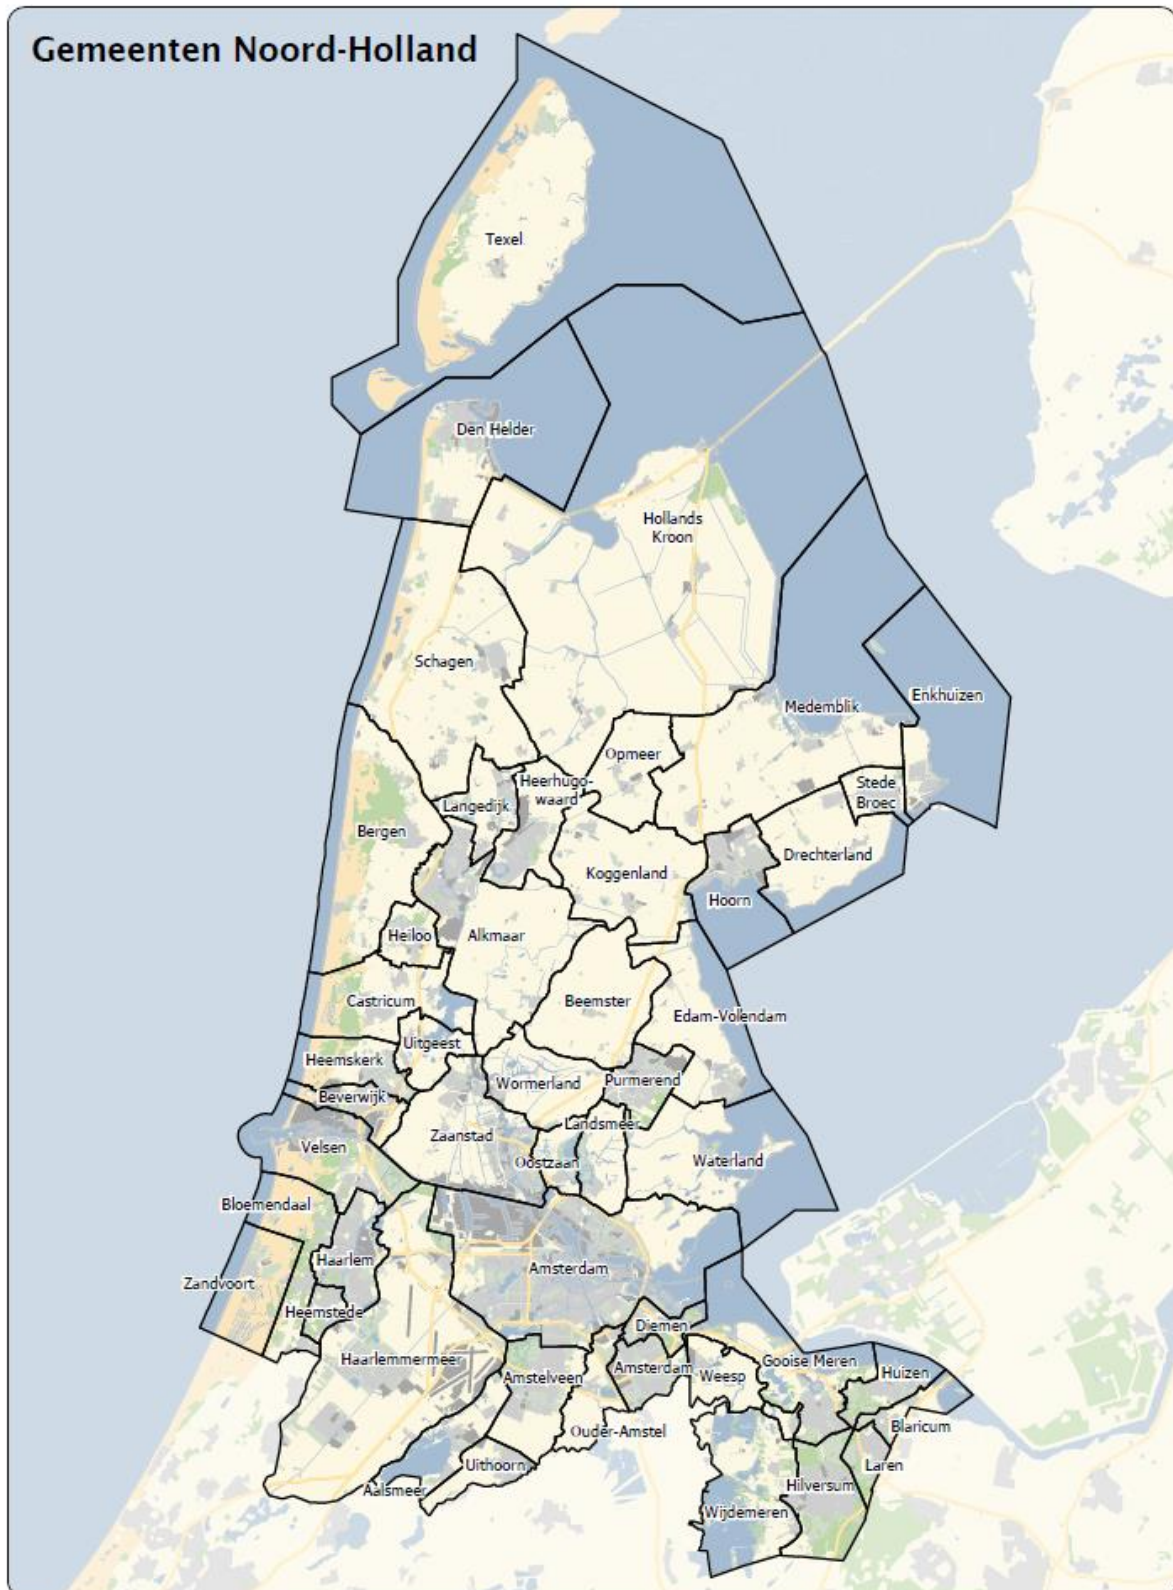 Gemeenten Noord-Holland
Texel
Den Helder
Hollands
Kroon
Schagen
Enkhuizen
Medemblik
Opmeer
Heerhugo-
waard
Stede
Broec
Langedijk
Bergen
Drechterland
Koggenland
Hoorn
Heiloo
Alkmaar
Castricum
Beemster
Edam-Volendam
Uitgeest
Heemskerk
Wormerland
Purmerend
Beverwijk
Landsmeer
Zaanstad
Velsen
Oostzaan
Waterland
Bloemendaal
Haarlem
Amsterdam
Zandvoort
Heemstede
Diemen
Haarlemmermeer
Gooise Meren
Amsterdam
Weesp
Huizen
Amstelveen
Blaricum
Ouder-Amstel
Uithoorn
Laren
Hilversum
Aalsmeer
Wijdemeren